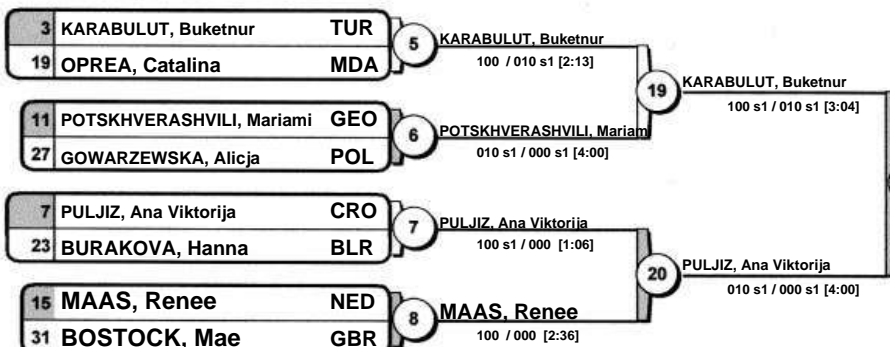 3 KARABULUT, Buketnur TUR
19 OPREA, Catalina MDA
5
KARABULUT, Buketnur
100 / 010 s1 [2:13]
11 POTSKHVERASHVILI, Mariami GEO
27 GOWARZEWSKA, Alicja POL
6
POTSKHVERASHVILI, Mariami
010 s1 / 000 s1 [4:00]
19
KARABULUT, Buketnur
100 s1 / 010 s1 [3:04]
7 PULJIZ, Ana Viktorija CRO
23 BURAKOVA, Hanna BLR
7
PULJIZ, Ana Viktorija
100 s1 / 000 [1:06]
15 MAAS, Renee NED
31 BOSTOCK, Mae GBR
8
MAAS, Renee
100 / 000 [2:36]
20
PULJIZ, Ana Viktorija
010 s1 / 000 s1 [4:00]